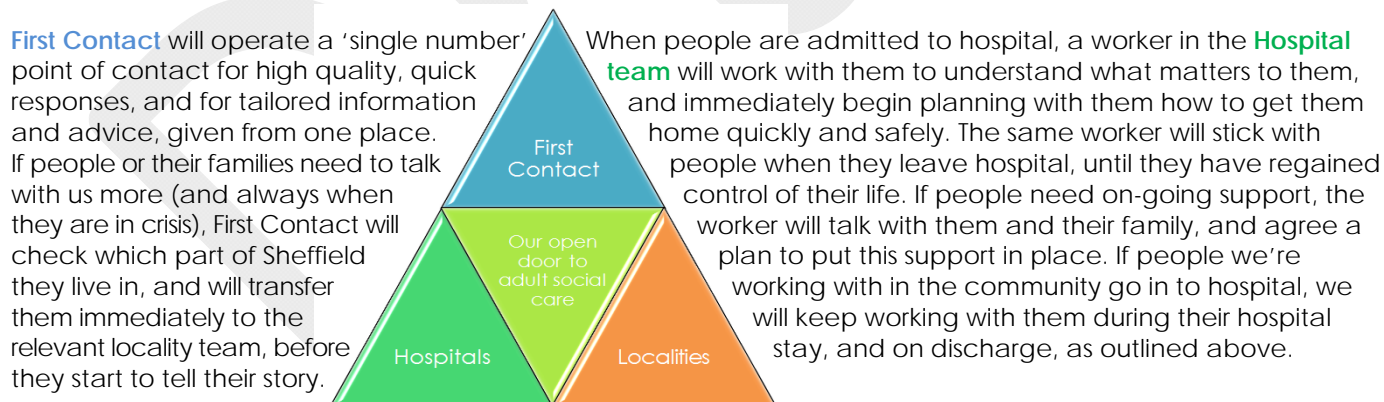 First Contact will operate a ‘single number’
point of contact for high quality, quick
responses, and for tailored information
and advice, given from one place.
If people or their families need to talk
with us more (and always when
they are in crisis), First Contact will
check which part of Sheffield
they live in, and will transfer
them immediately to the
relevant locality team, before
they start to tell their story.
First
Contact
Our open
door to
adult social
care
Hospitals
Localities
When people are admitted to hospital, a worker in the Hospital
team will work with them to understand what matters to them,
and immediately begin planning with them how to get them
home quickly and safely. The same worker will stick with
people when they leave hospital, until they have regained
control of their life. If people need on-going support, the
worker will talk with them and their family, and agree a
plan to put this support in place. If people we’re
working with in the community go in to hospital, we
will keep working with them during their hospital
stay, and on discharge, as outlined above.